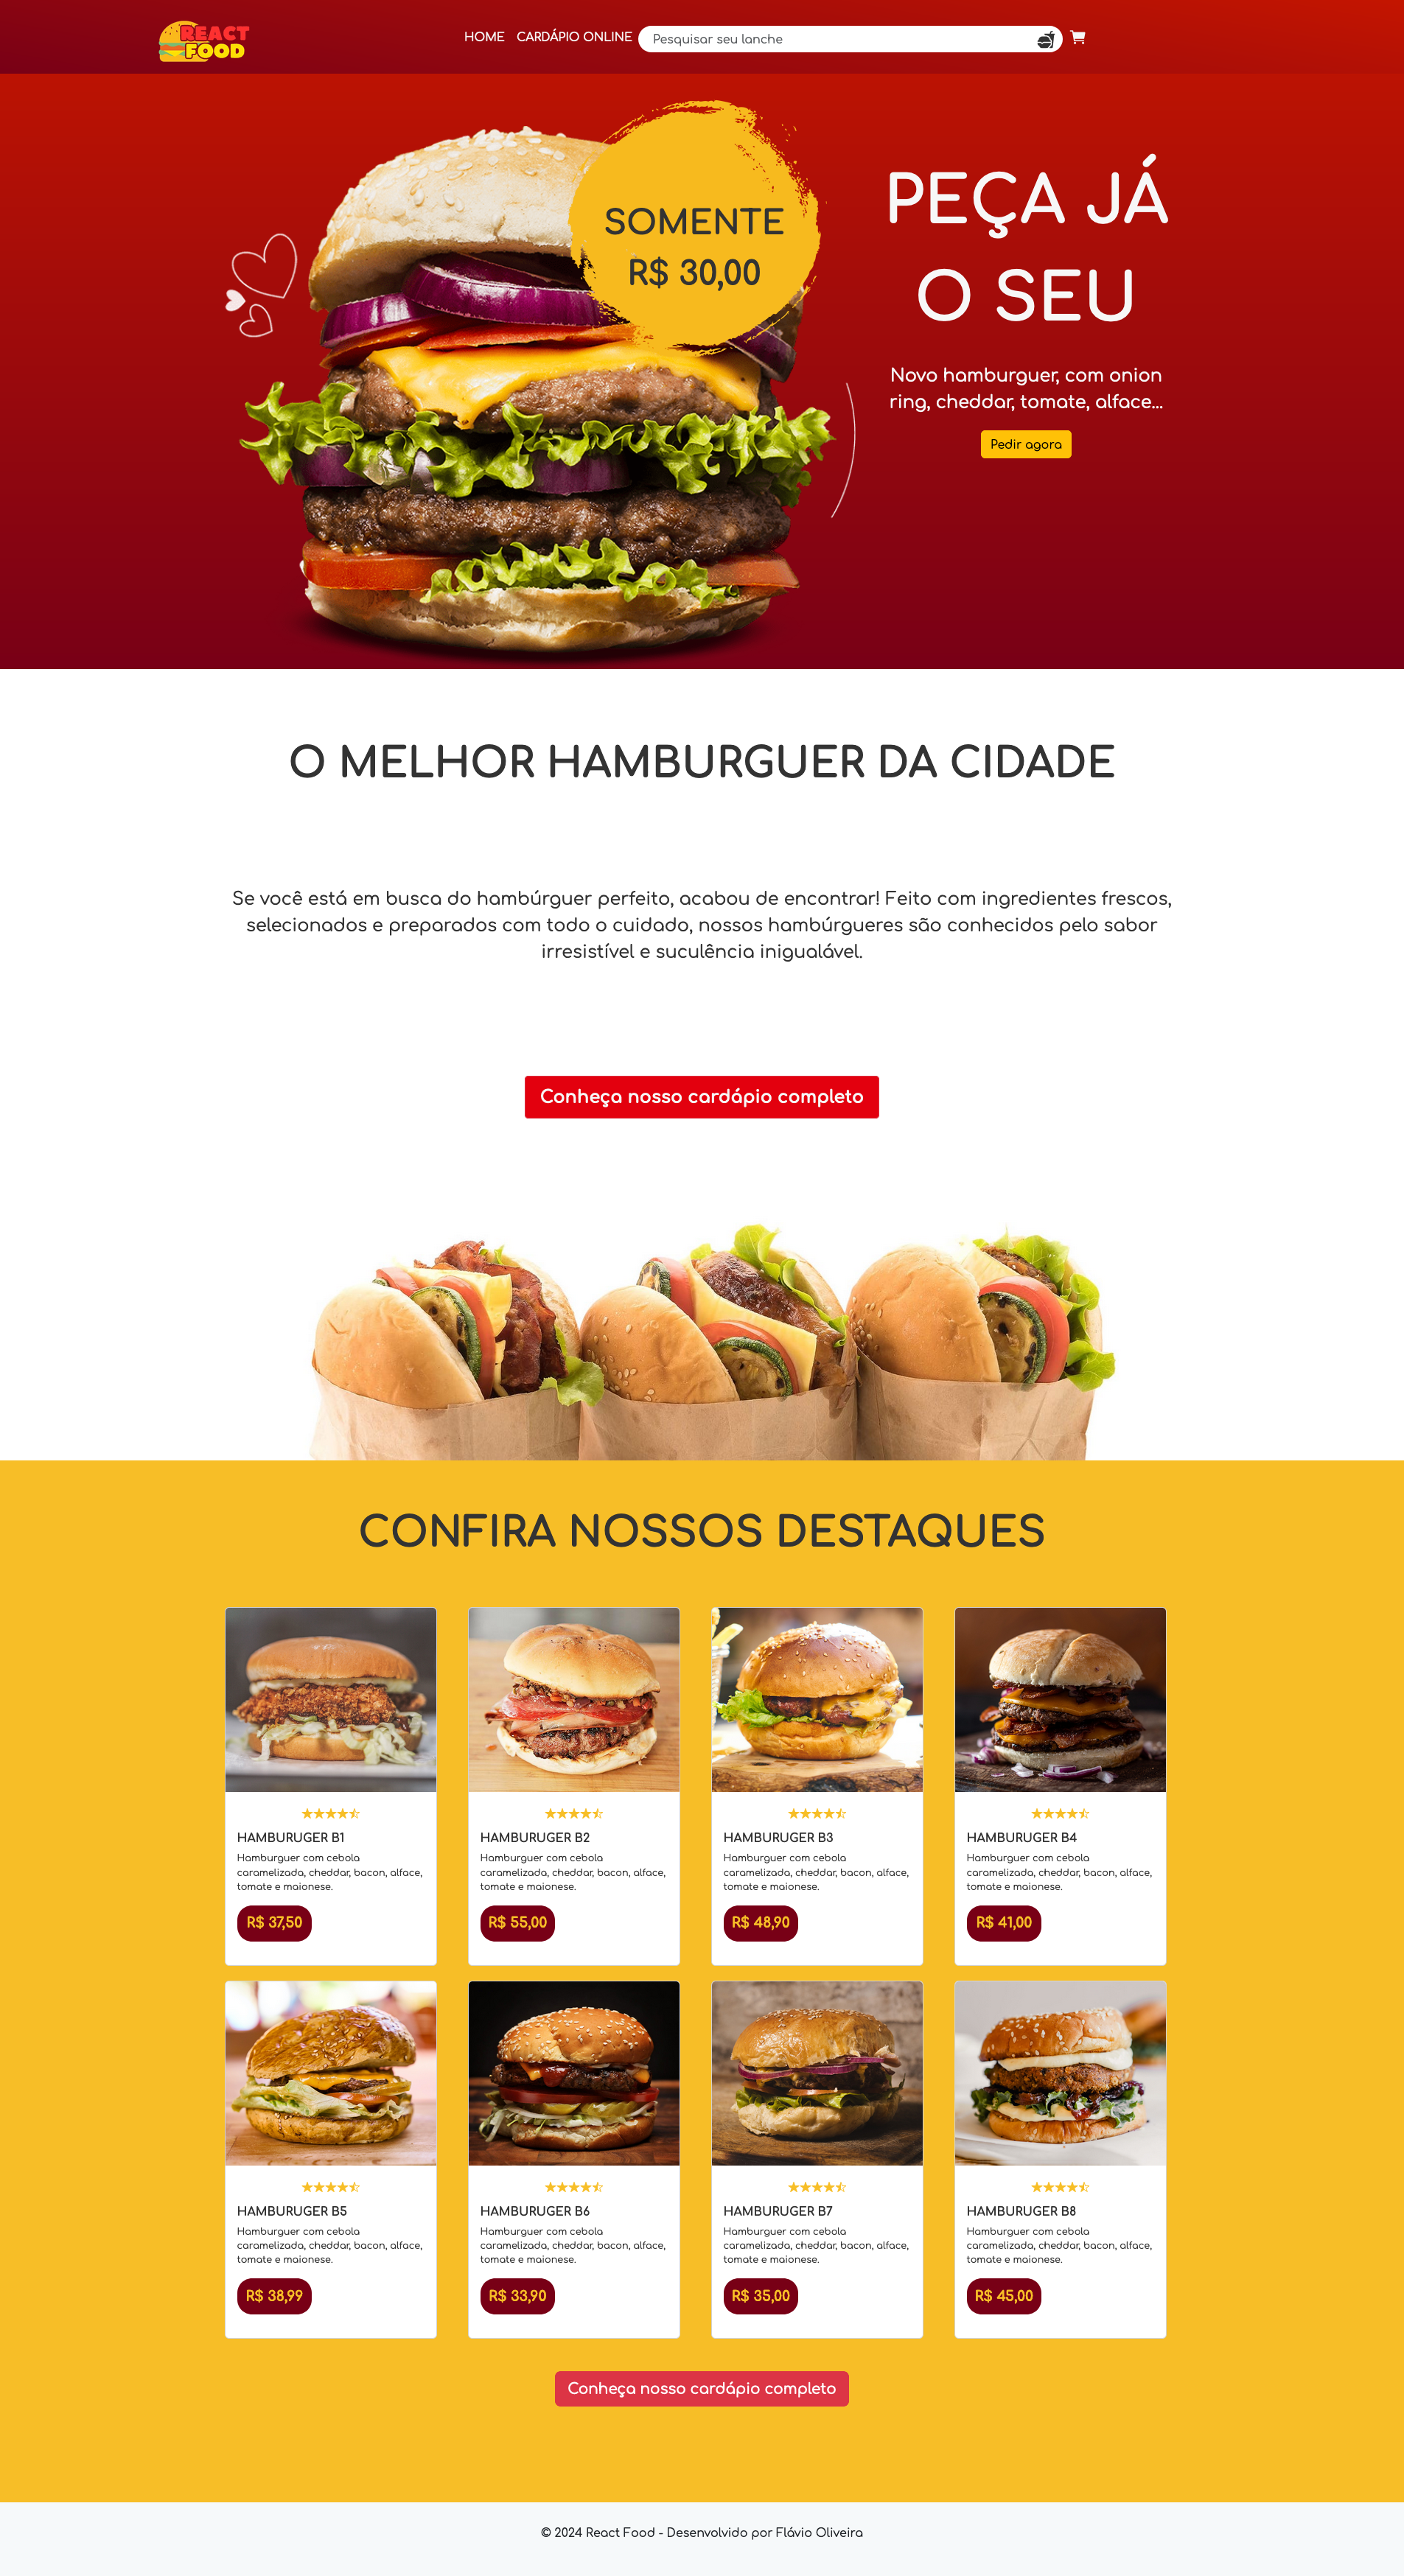 REACT
FOOD
HOME CARDÁPIO ONLINE Pesquisar seu lanche
SOMENTE
R$ 30,00
PEÇA JÁ
O SEU
Novo hamburguer, com onion
ring, cheddar, tomate, alface...
Pedir agora
O MELHOR HAMBURGUER DA CIDADE
Se você está em busca do hambúrguer perfeito, acabou de encontrar! Feito com ingredientes frescos,
selecionados e preparados com todo o cuidado, nossos hambúrgueres são conhecidos pelo sabor
irresistível e suculência inigualável.
Conheça nosso cardápio completo
CONFIRA NOSSOS DESTAQUES
HAMBURUGER B1
Hamburguer com cebola
caramelizada, cheddar, bacon, alface,
tomate e maionese.
R$ 37,50
HAMBURUGER B2
Hamburguer com cebola
caramelizada, cheddar, bacon, alface,
tomate e maionese.
R$ 55,00
HAMBURUGER B3
Hamburguer com cebola
caramelizada, cheddar, bacon, alface,
tomate e maionese.
R$ 48,90
HAMBURUGER B4
Hamburguer com cebola
caramelizada, cheddar, bacon, alface,
tomate e maionese.
R$ 41,00
HAMBURUGER B5
Hamburguer com cebola
caramelizada, cheddar, bacon, alface,
tomate e maionese.
R$ 38,99
HAMBURUGER B6
Hamburguer com cebola
caramelizada, cheddar, bacon, alface,
tomate e maionese.
R$ 33,90
HAMBURUGER B7
Hamburguer com cebola
caramelizada, cheddar, bacon, alface,
tomate e maionese.
R$ 35,00
HAMBURUGER B8
Hamburguer com cebola
caramelizada, cheddar, bacon, alface,
tomate e maionese.
R$ 45,00
Conheça nosso cardápio completo
© 2024 React Food - Desenvolvido por Flávio Oliveira